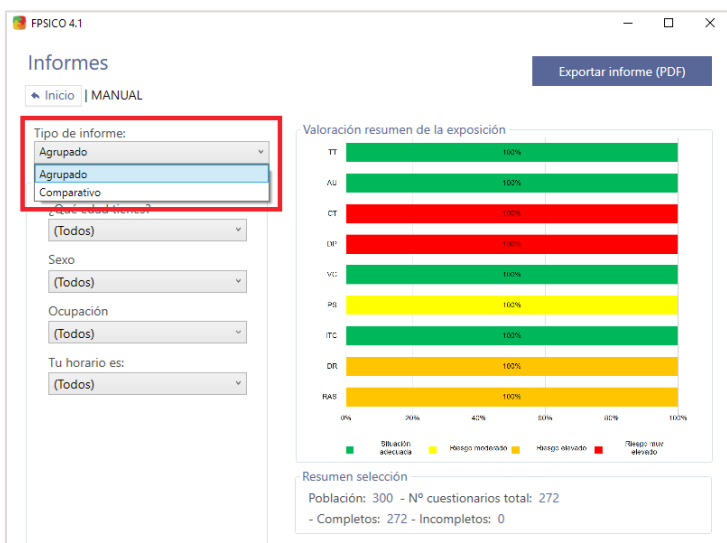 FPSICO 4.1
Informes
Exportar informe (PDF)
Inicio | MANUAL
Tipo de informe:
Agrupado
Agrupado
Comparativo
¿Qué edad tienes?
(Todos)
Sexo
(Todos)
Ocupación
(Todos)
Tu horario es:
(Todos)
Valoración resumen de la exposición
TT 100%
AU 100%
CT 100%
DP 100%
VC 100%
PS 100%
ITC 100%
DR 100%
RAS 100%
0% 20% 40% 60% 80% 100%
Situación adecuada Riesgo moderado Riesgo elevado Riesgo muy elevado
Resumen selección
Población: 300 - Nº cuestionarios total: 272
- Completos: 272 - Incompletos: 0